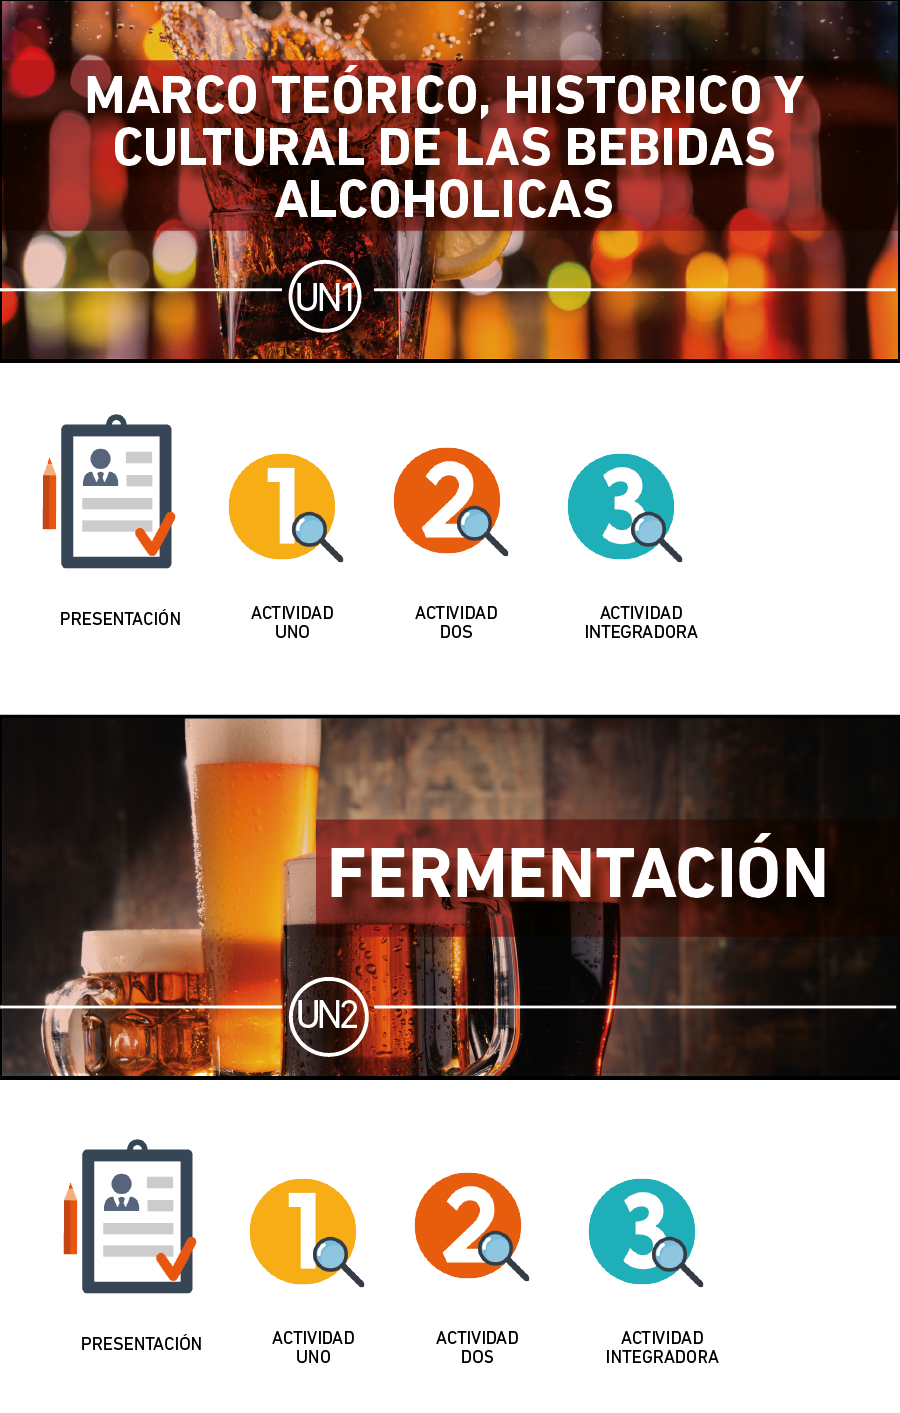 MARCO TEÓRICO, HISTORICO Y
CULTURAL DE LAS BEBIDAS
ALCOHOLICAS
UN1
1
2
3
PRESENTACIÓN
ACTIVIDAD
UNO
ACTIVIDAD
DOS
ACTIVIDAD
INTEGRADORA
FERMENTACIÓN
UN2
1
2
3
PRESENTACIÓN
ACTIVIDAD
UNO
ACTIVIDAD
DOS
ACTIVIDAD
INTEGRADORA